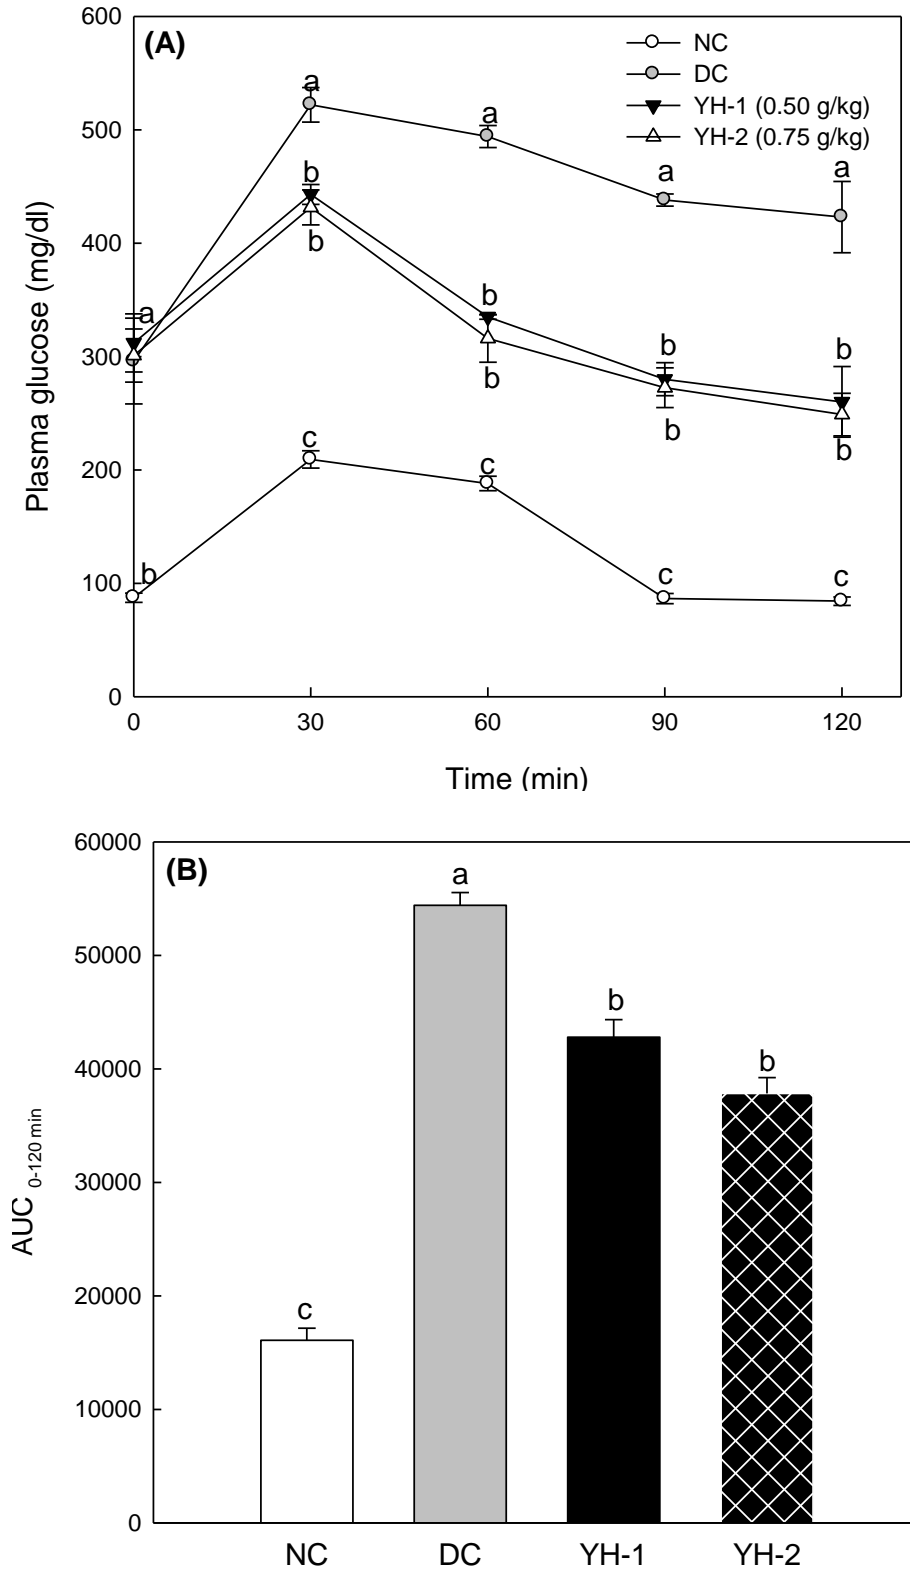 600
(A)
NC
DC
YH-1 (0.50 g/kg)
YH-2 (0.75 g/kg)
a
a
a
a
500
b
b
400
a
b
b
b
b
b
b
300
200
c
c
b
c
c
100
0
0 30 60 90 120
Plasma glucose (mg/dl)
Time (min)
60000
(B)
a
50000
b
40000
b
30000
20000
c
10000
0
AUC 0-120 min
NC DC YH-1 YH-2